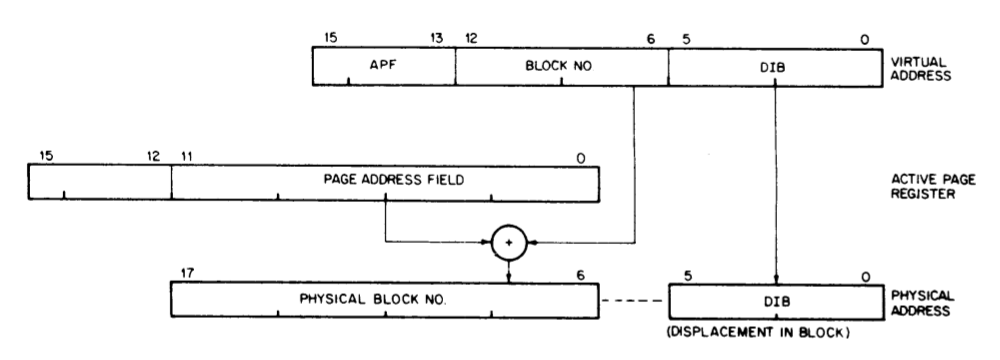 15 13 12 6 5 0
APF BLOCK NO DIB VIRTUAL ADDRESS
15 12 11 0
PAGE ADDRESS FIELD ACTIVE PAGE REGISTER
+
17 6 5 0
PHYSICAL BLOCK NO. DIB PHYSICAL ADDRESS
(DISPLACEMENT IN BLOCK)